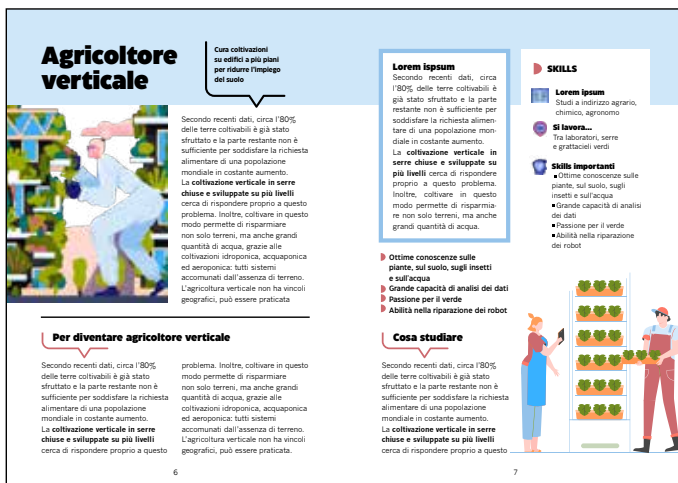 Agricoltore
verticale
Cura coltivazioni
su edifici a più piani
per ridurre l'impiego
del suolo
Secondo recenti dati, circa l'80%
delle terre coltivabili è già stato
sfruttato e la parte restante non è
sufficiente per soddisfare la richiesta
alimentare di una popolazione
mondiale in costante aumento.
La coltivazione verticale in serre
chiuse e sviluppate su più livelli
cerca di rispondere proprio a questo
problema. Inoltre, coltivare in questo
modo permette di risparmiare
non solo terreni, ma anche grandi
quantità di acqua, grazie alle
coltivazioni idroponica, acquaponica
ed aeroponica: tutti sistemi
accomunati dall'assenza di terreno.
L'agricoltura verticale non ha vincoli
geografici, può essere praticata
Per diventare agricoltore verticale
Secondo recenti dati, circa l'80%
delle terre coltivabili è già stato
sfruttato e la parte restante non è
sufficiente per soddisfare la richiesta
alimentare di una popolazione
mondiale in costante aumento.
La coltivazione verticale in serre
chiuse e sviluppate su più livelli
cerca di rispondere proprio a questo
problema. Inoltre, coltivare in questo
modo permette di risparmiare
non solo terreni, ma anche grandi
quantità di acqua, grazie alle
coltivazioni idroponica, acquaponica
ed aeroponica: tutti sistemi
accomunati dall'assenza di terreno.
L'agricoltura verticale non ha vincoli
geografici, può essere praticata.
6
Lorem ispsum
Secondo recenti dati, circa
l'80% delle terre coltivabili è
già stato sfruttato e la parte
restante non è sufficiente per
soddisfare la richiesta alimen-
tare di una popolazione mon-
diale in costante aumento.
La coltivazione verticale in
serre chiuse e sviluppate su
più livelli cerca di rispondere
proprio a questo problema.
Inoltre, coltivare in questo
modo permette di risparmia-
re non solo terreni, ma anche
grandi quantità di acqua.
Ottime conoscenze sulle
piante, sul suolo, sugli insetti
e sull'acqua
Grande capacità di analisi dei dati
Passione per il verde
Abilità nella riparazione dei robot
SKILLS
Lorem ipsum
Studi a indirizzo agrario,
chimico, agronomo
Si lavora...
Tra laboratori, serre
e grattacieli verdi
Skills importanti
▪ Ottime conoscenze sulle
piante, sul suolo, sugli
insetti e sull'acqua
▪ Grande capacità di analisi
dei dati
▪ Passione per il verde
▪ Abilità nella riparazione
dei robot
Cosa studiare
Secondo recenti dati, circa l'80%
delle terre coltivabili è già stato
sfruttato e la parte restante non è
sufficiente per soddisfare la richiesta
alimentare di una popolazione
mondiale in costante aumento.
La coltivazione verticale in serre
chiuse e sviluppate su più livelli
cerca di rispondere proprio a questo
7